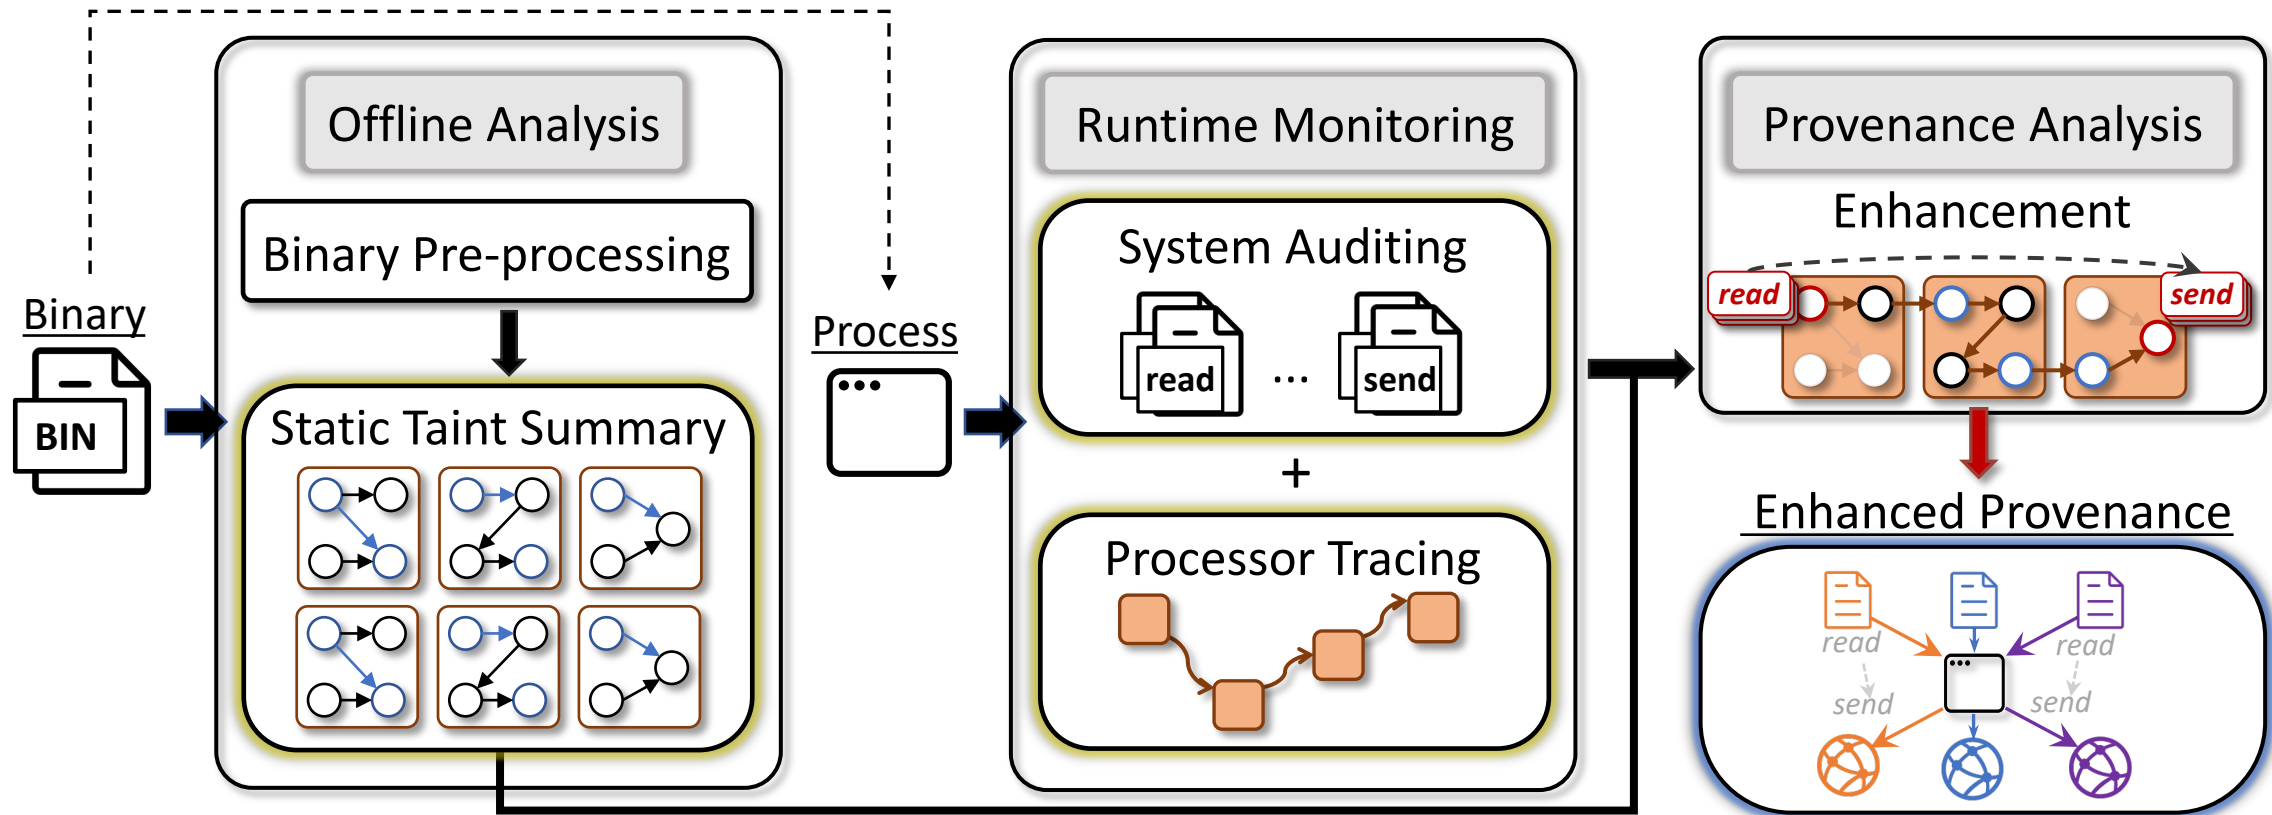 Binary
BIN
Offline Analysis
Binary Pre-processing
Static Taint Summary
Process
Runtime Monitoring
System Auditing
read
...
send
+
Processor Tracing
Provenance Analysis
Enhancement
read
send
Enhanced Provenance
read
read
send
send